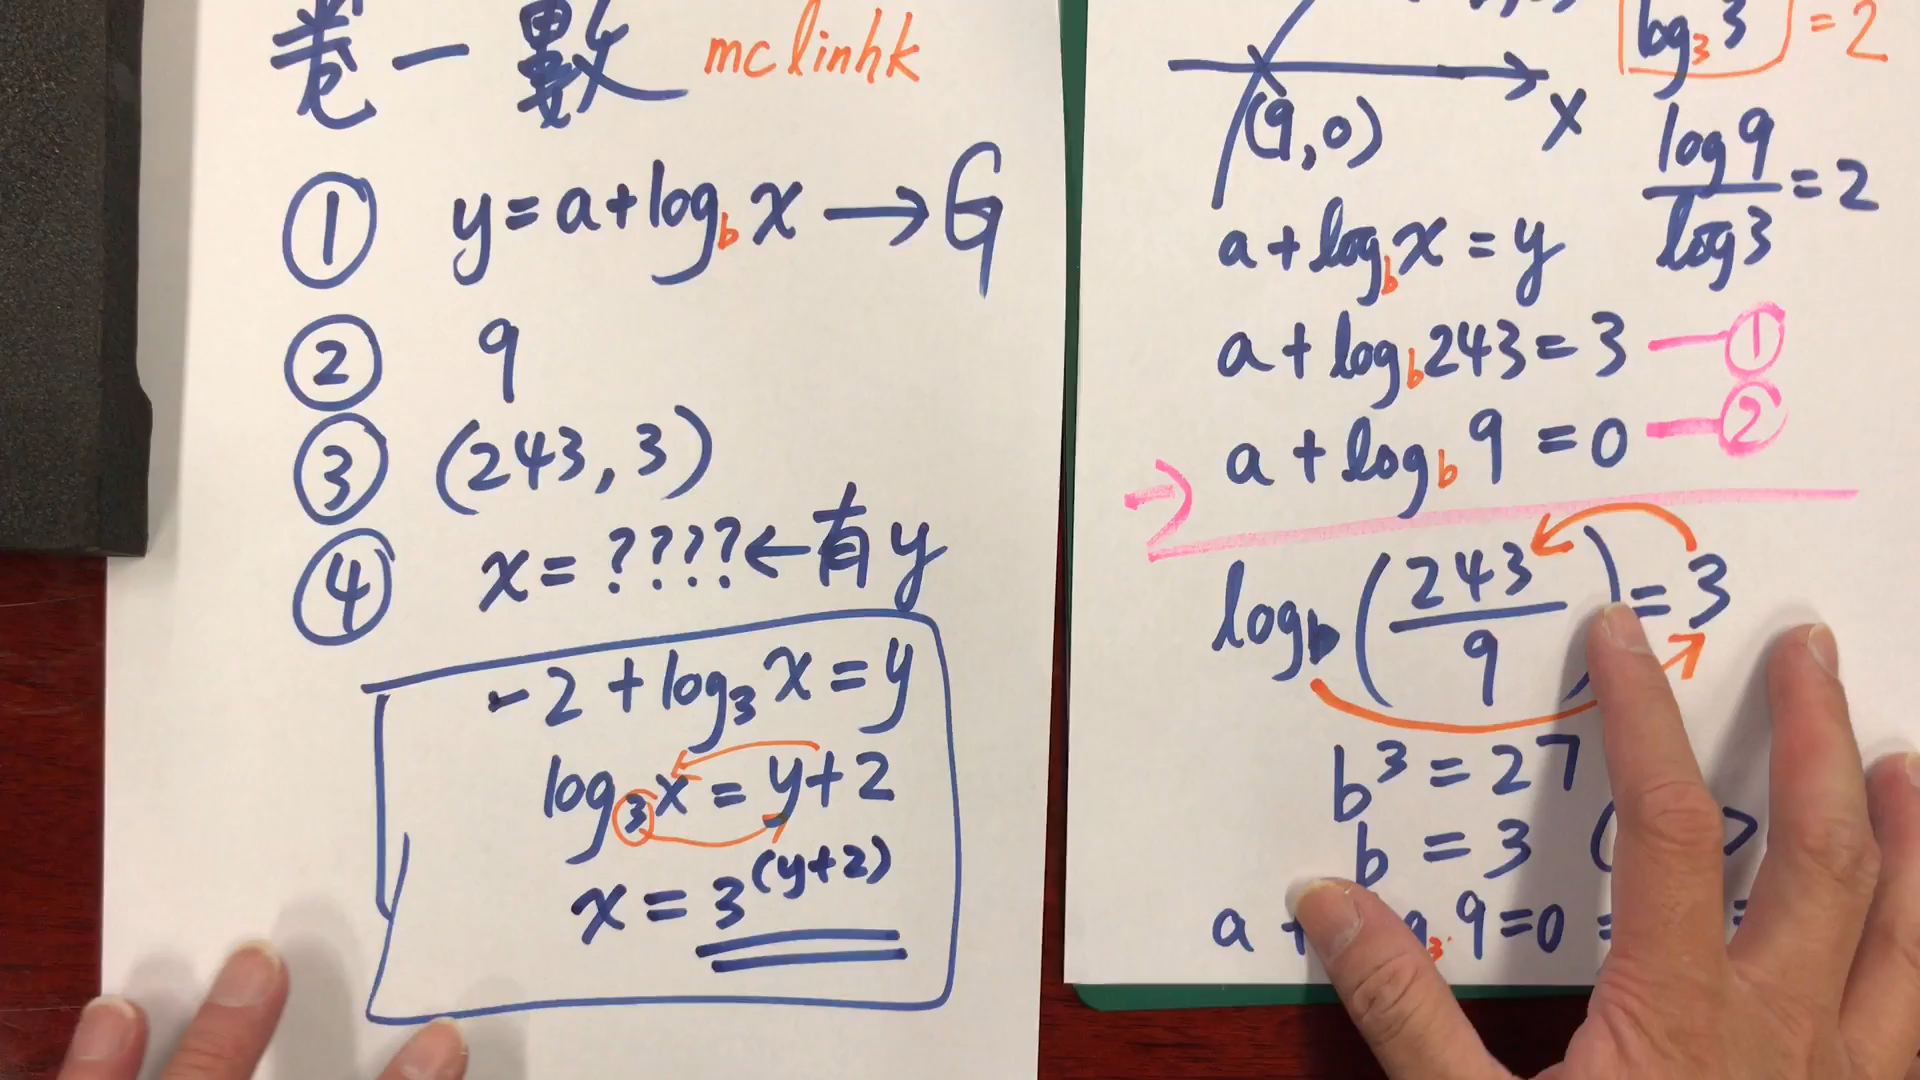 卷一數 mclinhk
① y=a+log_b x → G
② 9
③ (243, 3)
④ x= ????←有y
-2+log_3 x=y
log_3 x=y+2
x=3^(y+2)
log_3 3 =2
x
(9,0)
log9/log3=2
a+log_b x=y
a+log_b 243=3 —①
a+log_b 9=0 —②
-)
log_b(243/9)=3
b^3=27
b=3
a+ 9=0